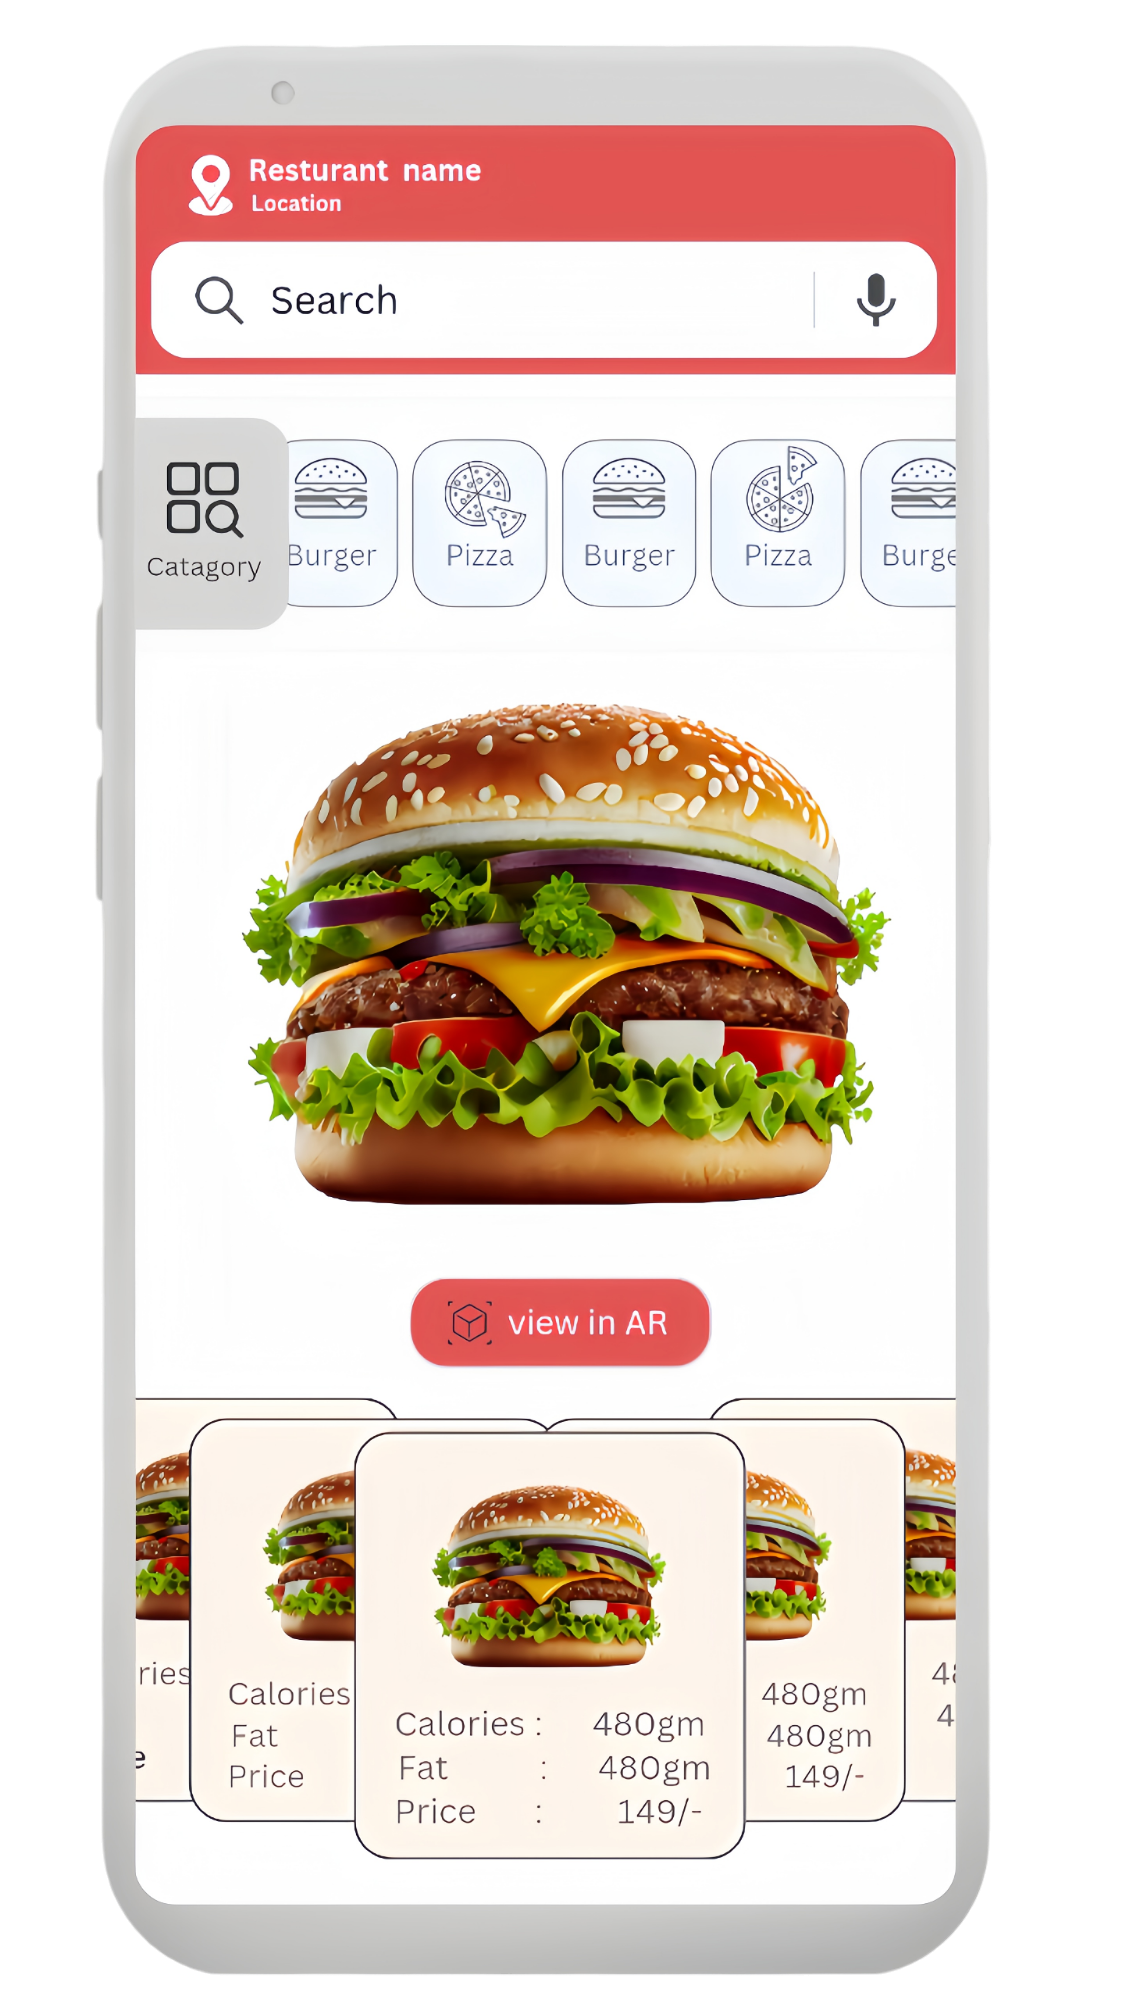 Resturant name
Location
Search
Catagory
Burger
Pizza
Burger
Pizza
Burge
view in AR
ries
e
Calories
Fat
Price
Calories : 480gm
Fat : 480gm
Price : 149/-
480gm
480gm
149/-
48
4